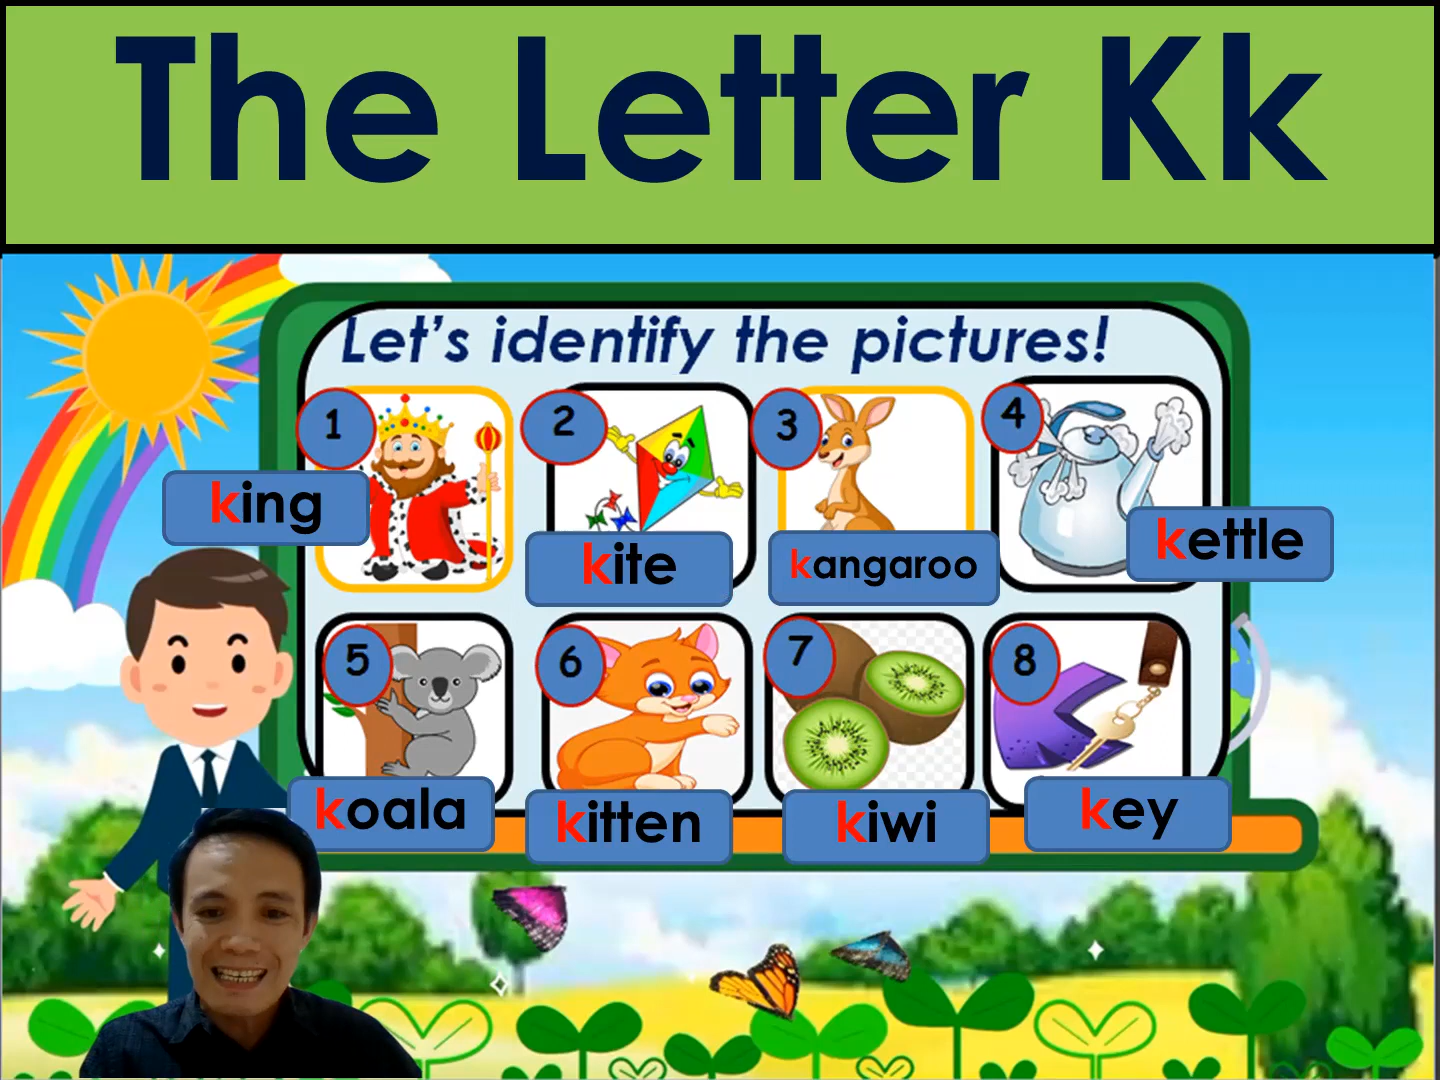 The Letter Kk
Let's identify the pictures!
1
2
3
4
king
kite
kangaroo
kettle
5
6
7
8
koala
kitten
kiwi
key